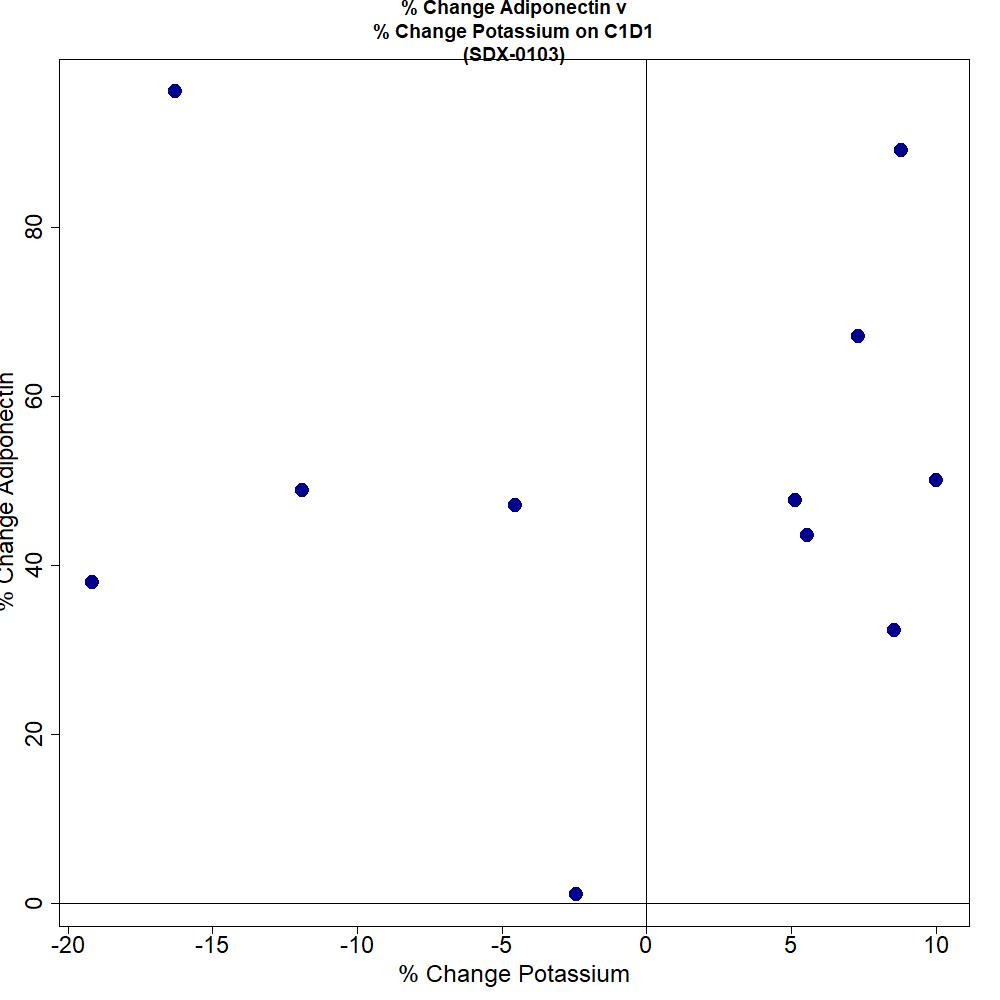 % Change Adiponectin v
% Change Potassium on C1D1
(SDX-0103)
% Change Adiponectin
80
60
40
20
0
-20 -15 -10 -5 0 5 10
% Change Potassium